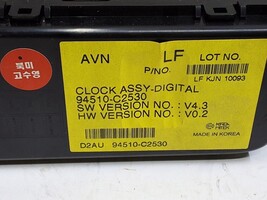 AVN LF LOT NO.
P/NO. LF KJN 10093
북미
고수영
CLOCK ASSY-DIGITAL
94510-C2530
SW VERSION NO.: V4.3
HW VERSION NO.: V0.2
MADE IN KOREA
D2AU 94510-C2530